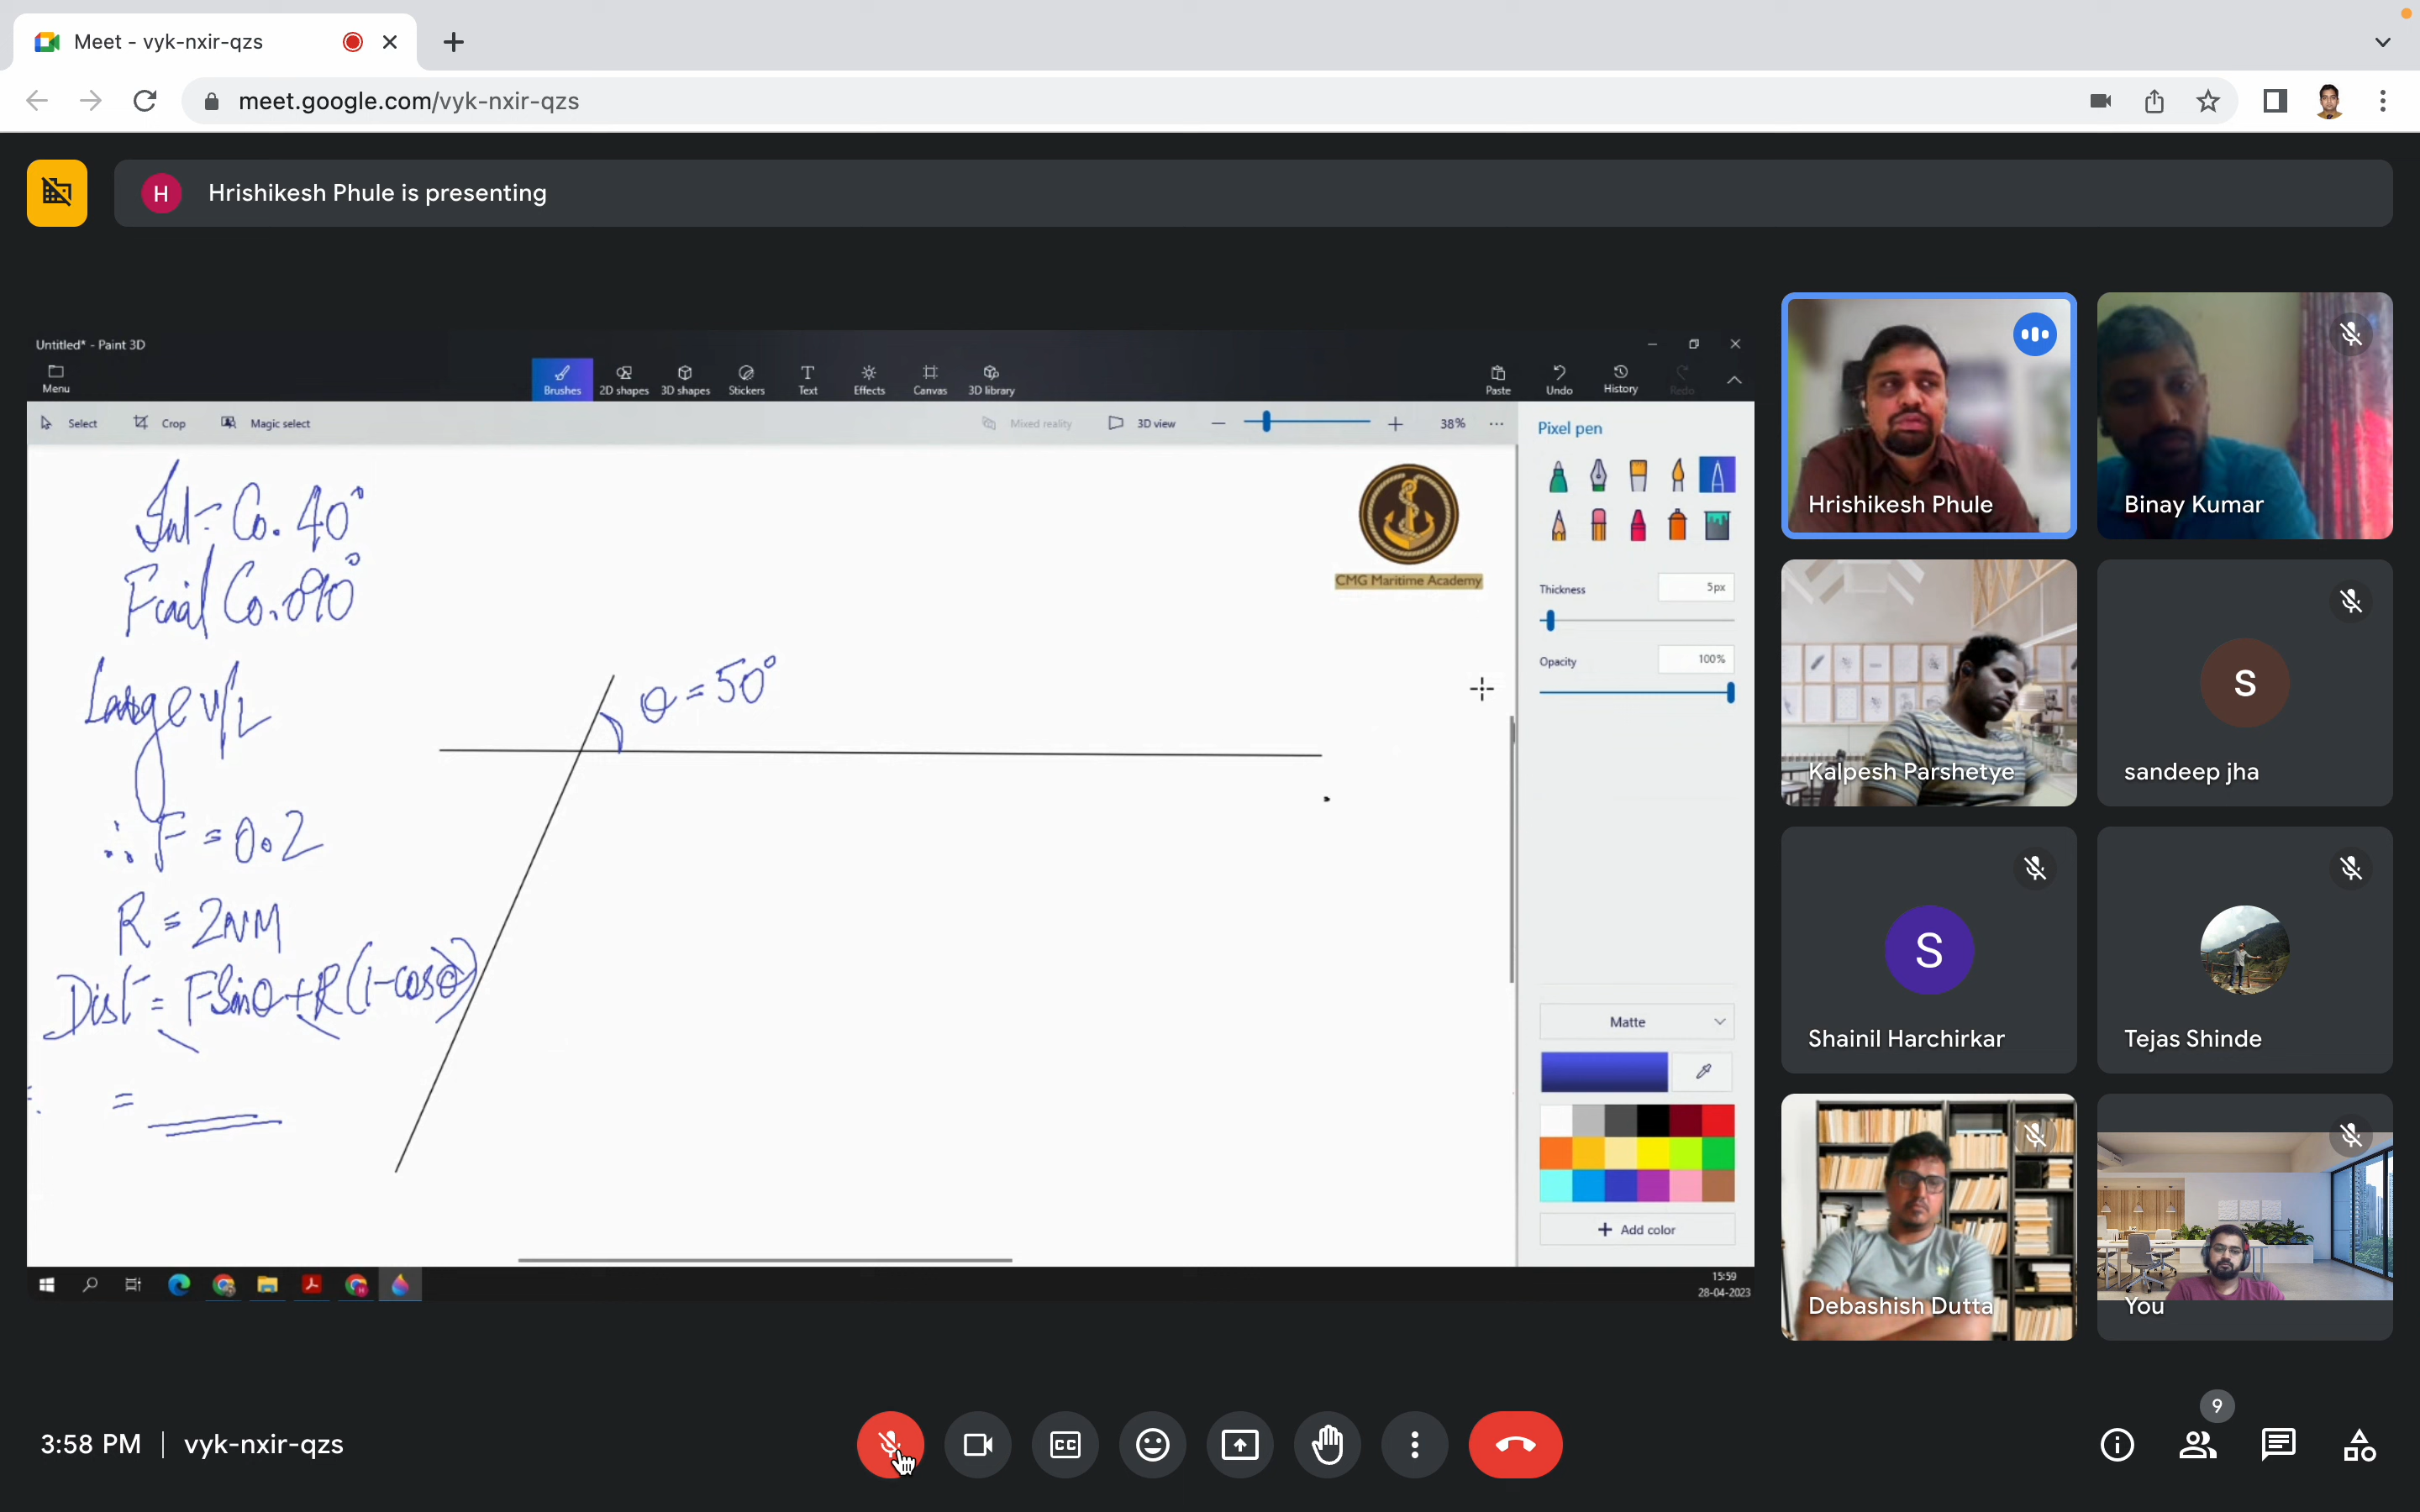 Meet - vyk-nxir-qzs
meet.google.com/vyk-nxir-qzs
H Hrishikesh Phule is presenting
Untitled* - Paint 3D
Menu
Brushes 2D shapes 3D shapes Stickers Text Effects Canvas 3D library
Paste Undo History Redo
Select Crop Magic select
Mixed reality 3D view 38%
Pixel pen
Thickness 5px
Opacity 100%
Matte
Add color
CMG Maritime Academy
Co. 40°
Co. 090°
Large v/L
∴ F = 0.2
R = 2NM
Dist = F Sinθ + R (1-cosθ)
=
θ = 50°
15:59
28-04-2023
Hrishikesh Phule
Binay Kumar
Kalpesh Parshetye
S
sandeep jha
S
Shainil Harchirkar
Tejas Shinde
Debashish Dutta
You
3:58 PM | vyk-nxir-qzs
CC
9